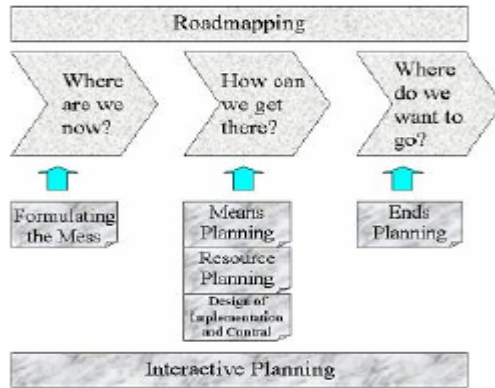 Roadmapping
Where
are we
now?
How can
we get
there?
Where
do we
want to
go?
Formulating
the Mess
Means
Planning
Resource
Planning
Design of
Implementation
and Control
Ends
Planning
Interactive Planning